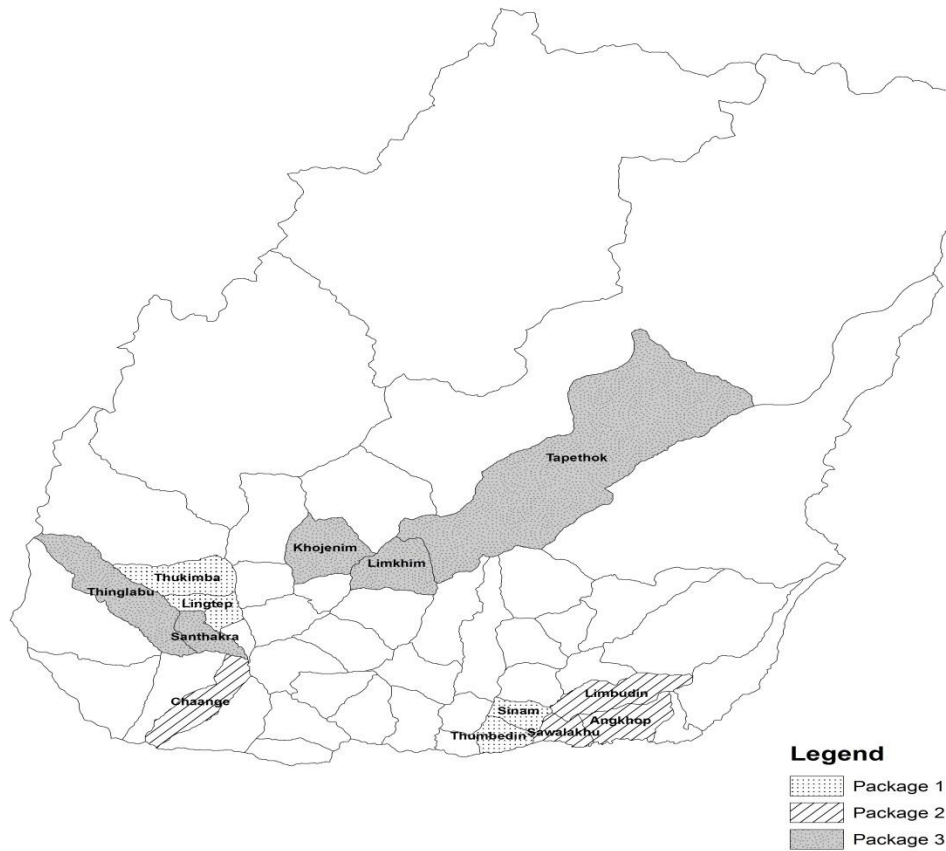 Tapethok
Khojenim
Limkhim
Thukimba
Thinglabu
Lingtep
Santhakra
Chaange
Limbudin
Sinam
Angkhop
Sawalakhu
Thumbedin
Legend
Package 1
Package 2
Package 3